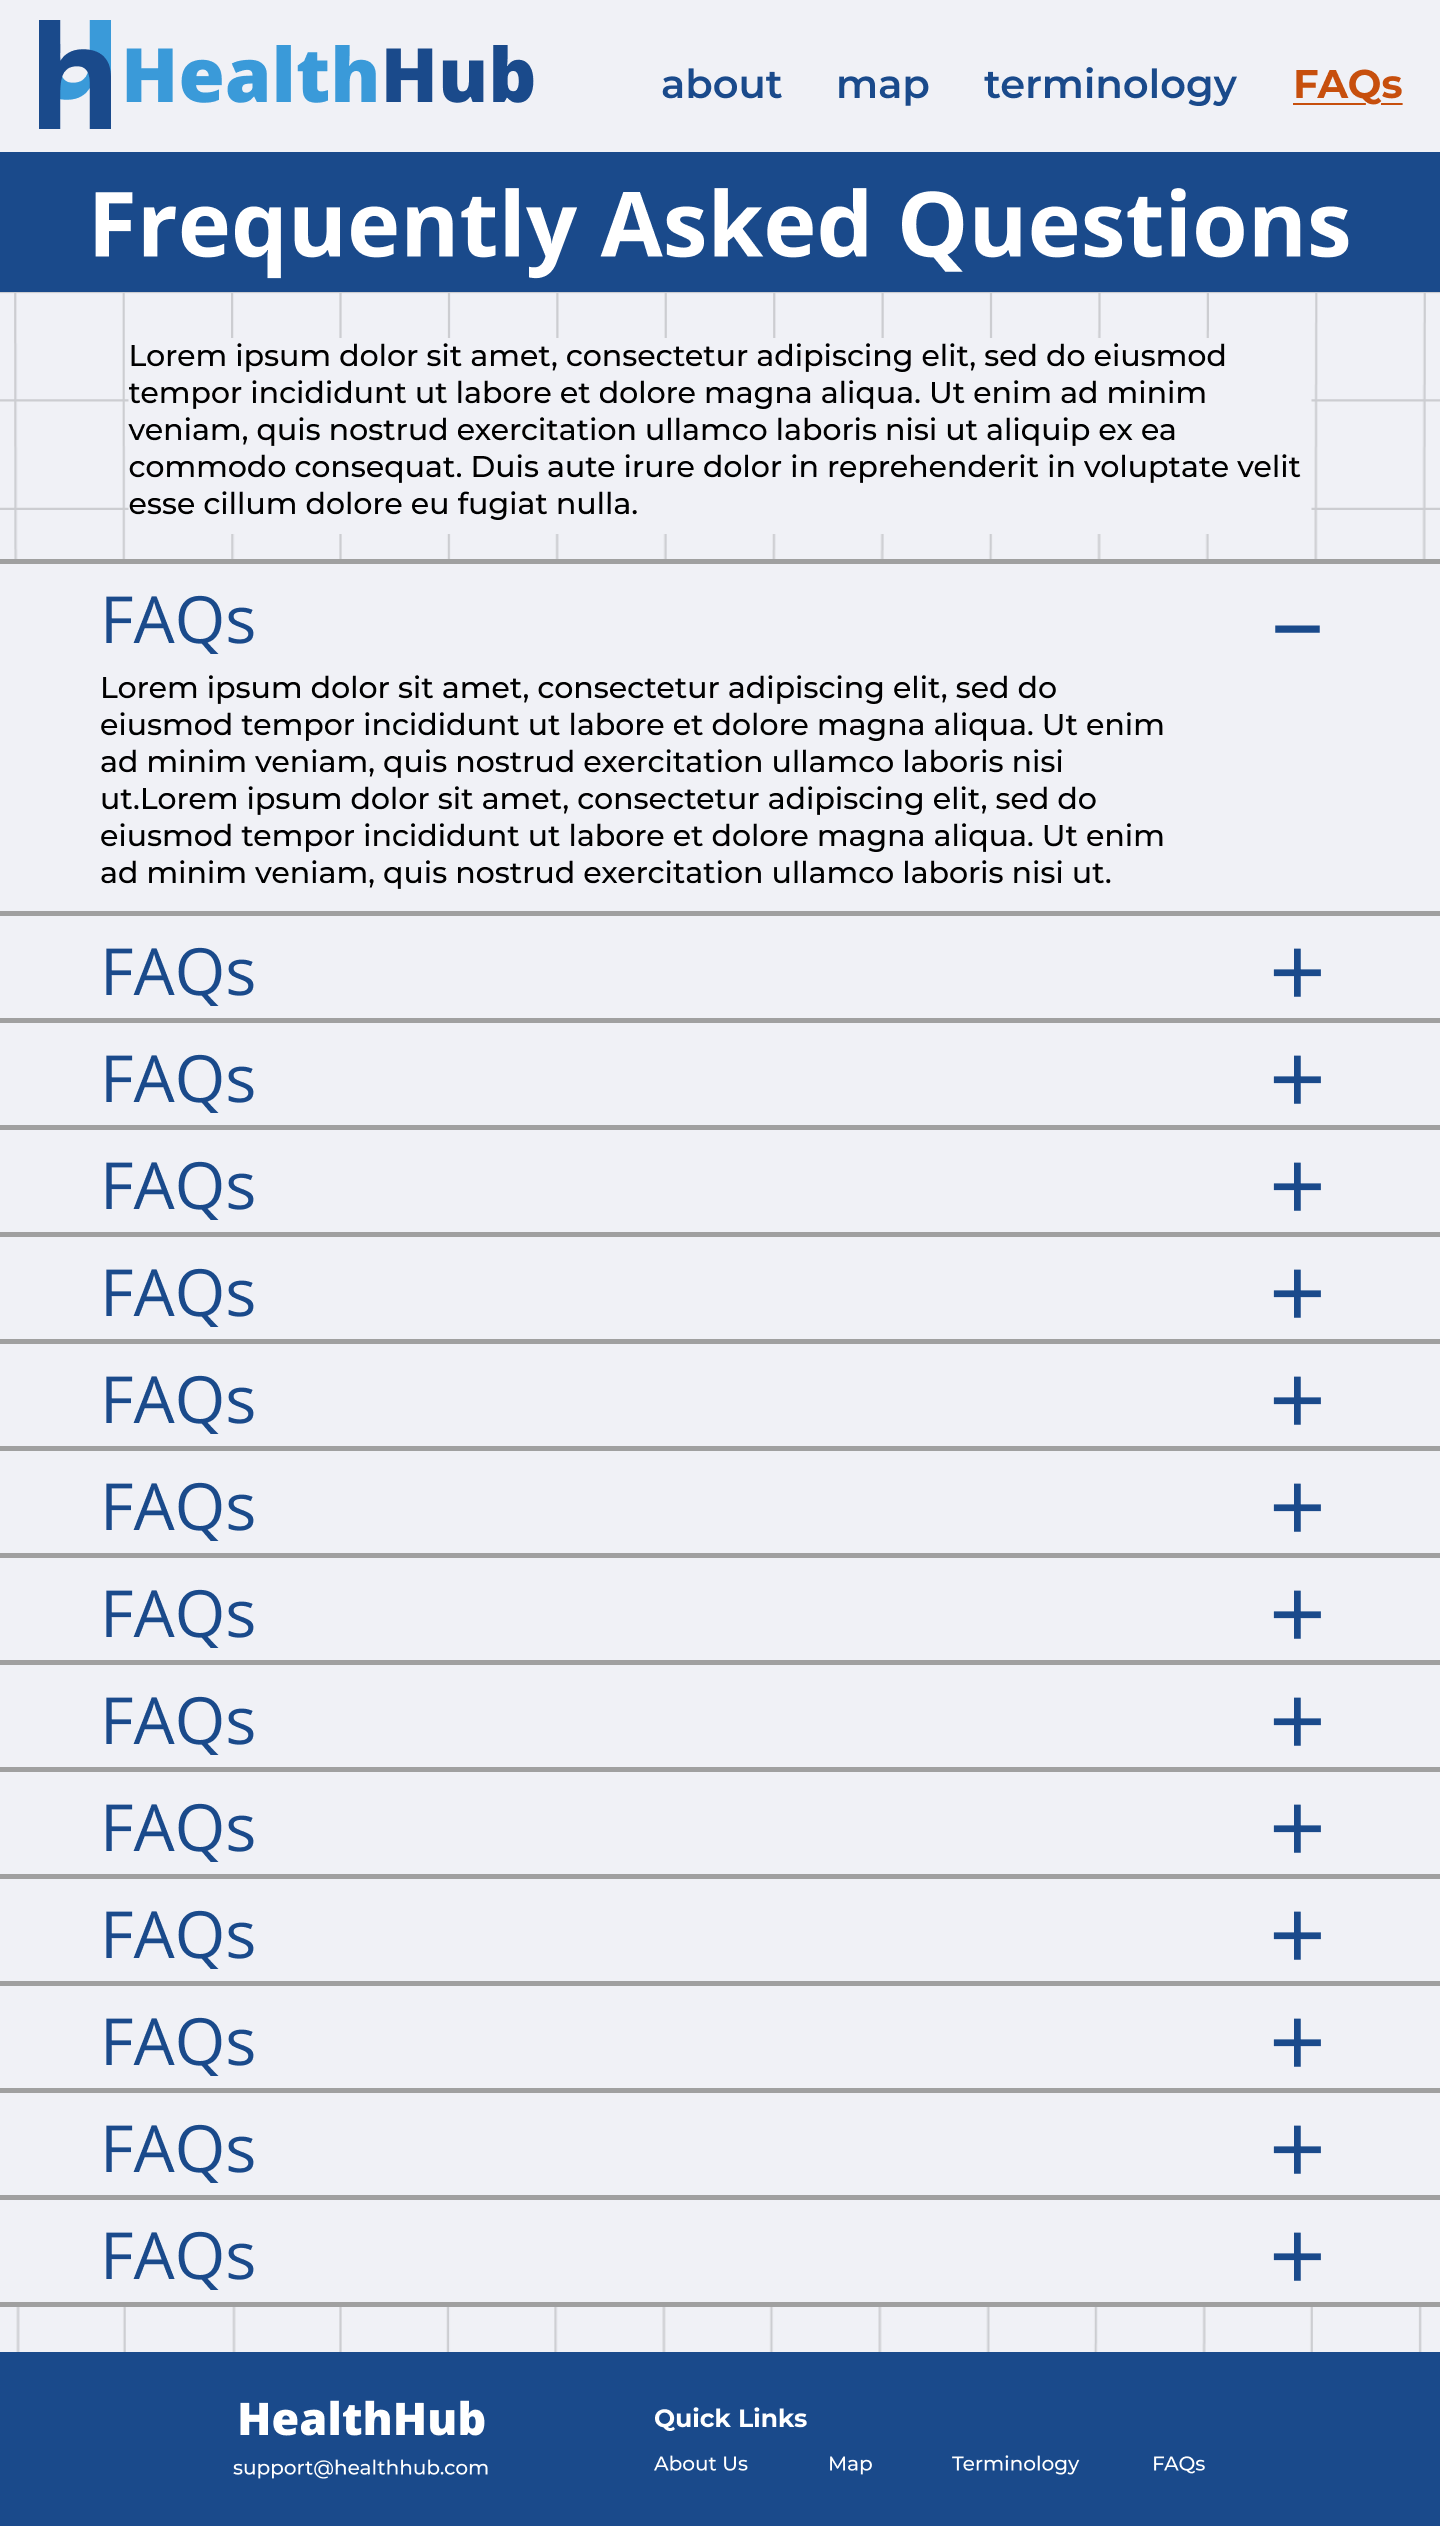 HealthHub
about map terminology FAQs
Frequently Asked Questions
Lorem ipsum dolor sit amet, consectetur adipiscing elit, sed do eiusmod
tempor incididunt ut labore et dolore magna aliqua. Ut enim ad minim
veniam, quis nostrud exercitation ullamco laboris nisi ut aliquip ex ea
commodo consequat. Duis aute irure dolor in reprehenderit in voluptate velit
esse cillum dolore eu fugiat nulla.
FAQs
Lorem ipsum dolor sit amet, consectetur adipiscing elit, sed do
eiusmod tempor incididunt ut labore et dolore magna aliqua. Ut enim
ad minim veniam, quis nostrud exercitation ullamco laboris nisi
ut.Lorem ipsum dolor sit amet, consectetur adipiscing elit, sed do
eiusmod tempor incididunt ut labore et dolore magna aliqua. Ut enim
ad minim veniam, quis nostrud exercitation ullamco laboris nisi ut.
FAQs
FAQs
FAQs
FAQs
FAQs
FAQs
FAQs
FAQs
FAQs
FAQs
FAQs
FAQs
FAQs
HealthHub
support@healthhub.com
Quick Links
About Us Map Terminology FAQs